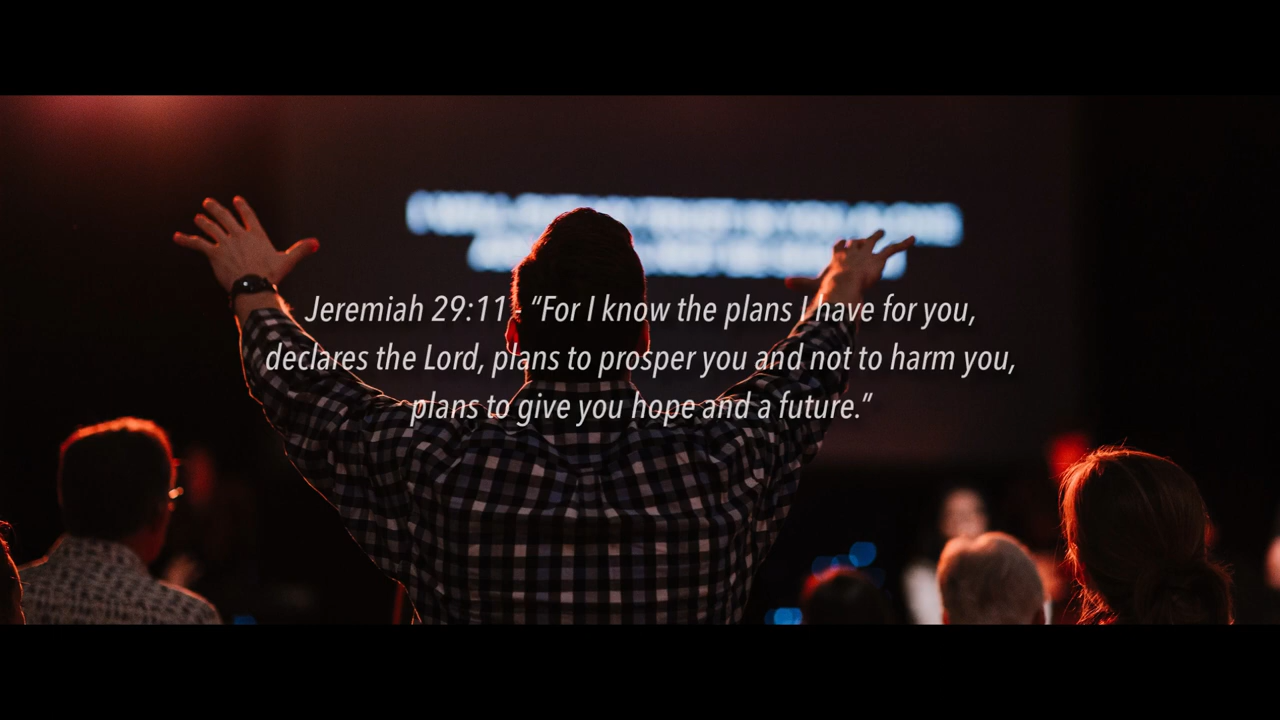 Jeremiah 29:11 - “For I know the plans I have for you,
declares the Lord, plans to prosper you and not to harm you,
plans to give you hope and a future.”